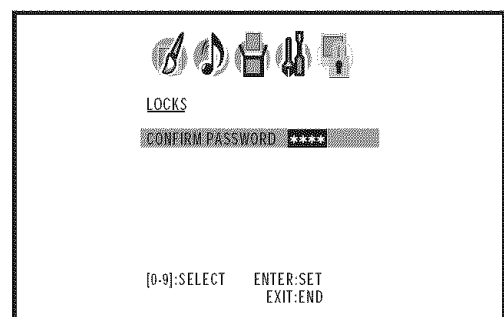 LOCKS
CONFIRM PASSWORD *****
[0-9]:SELECT ENTER:SET
EXIT:END